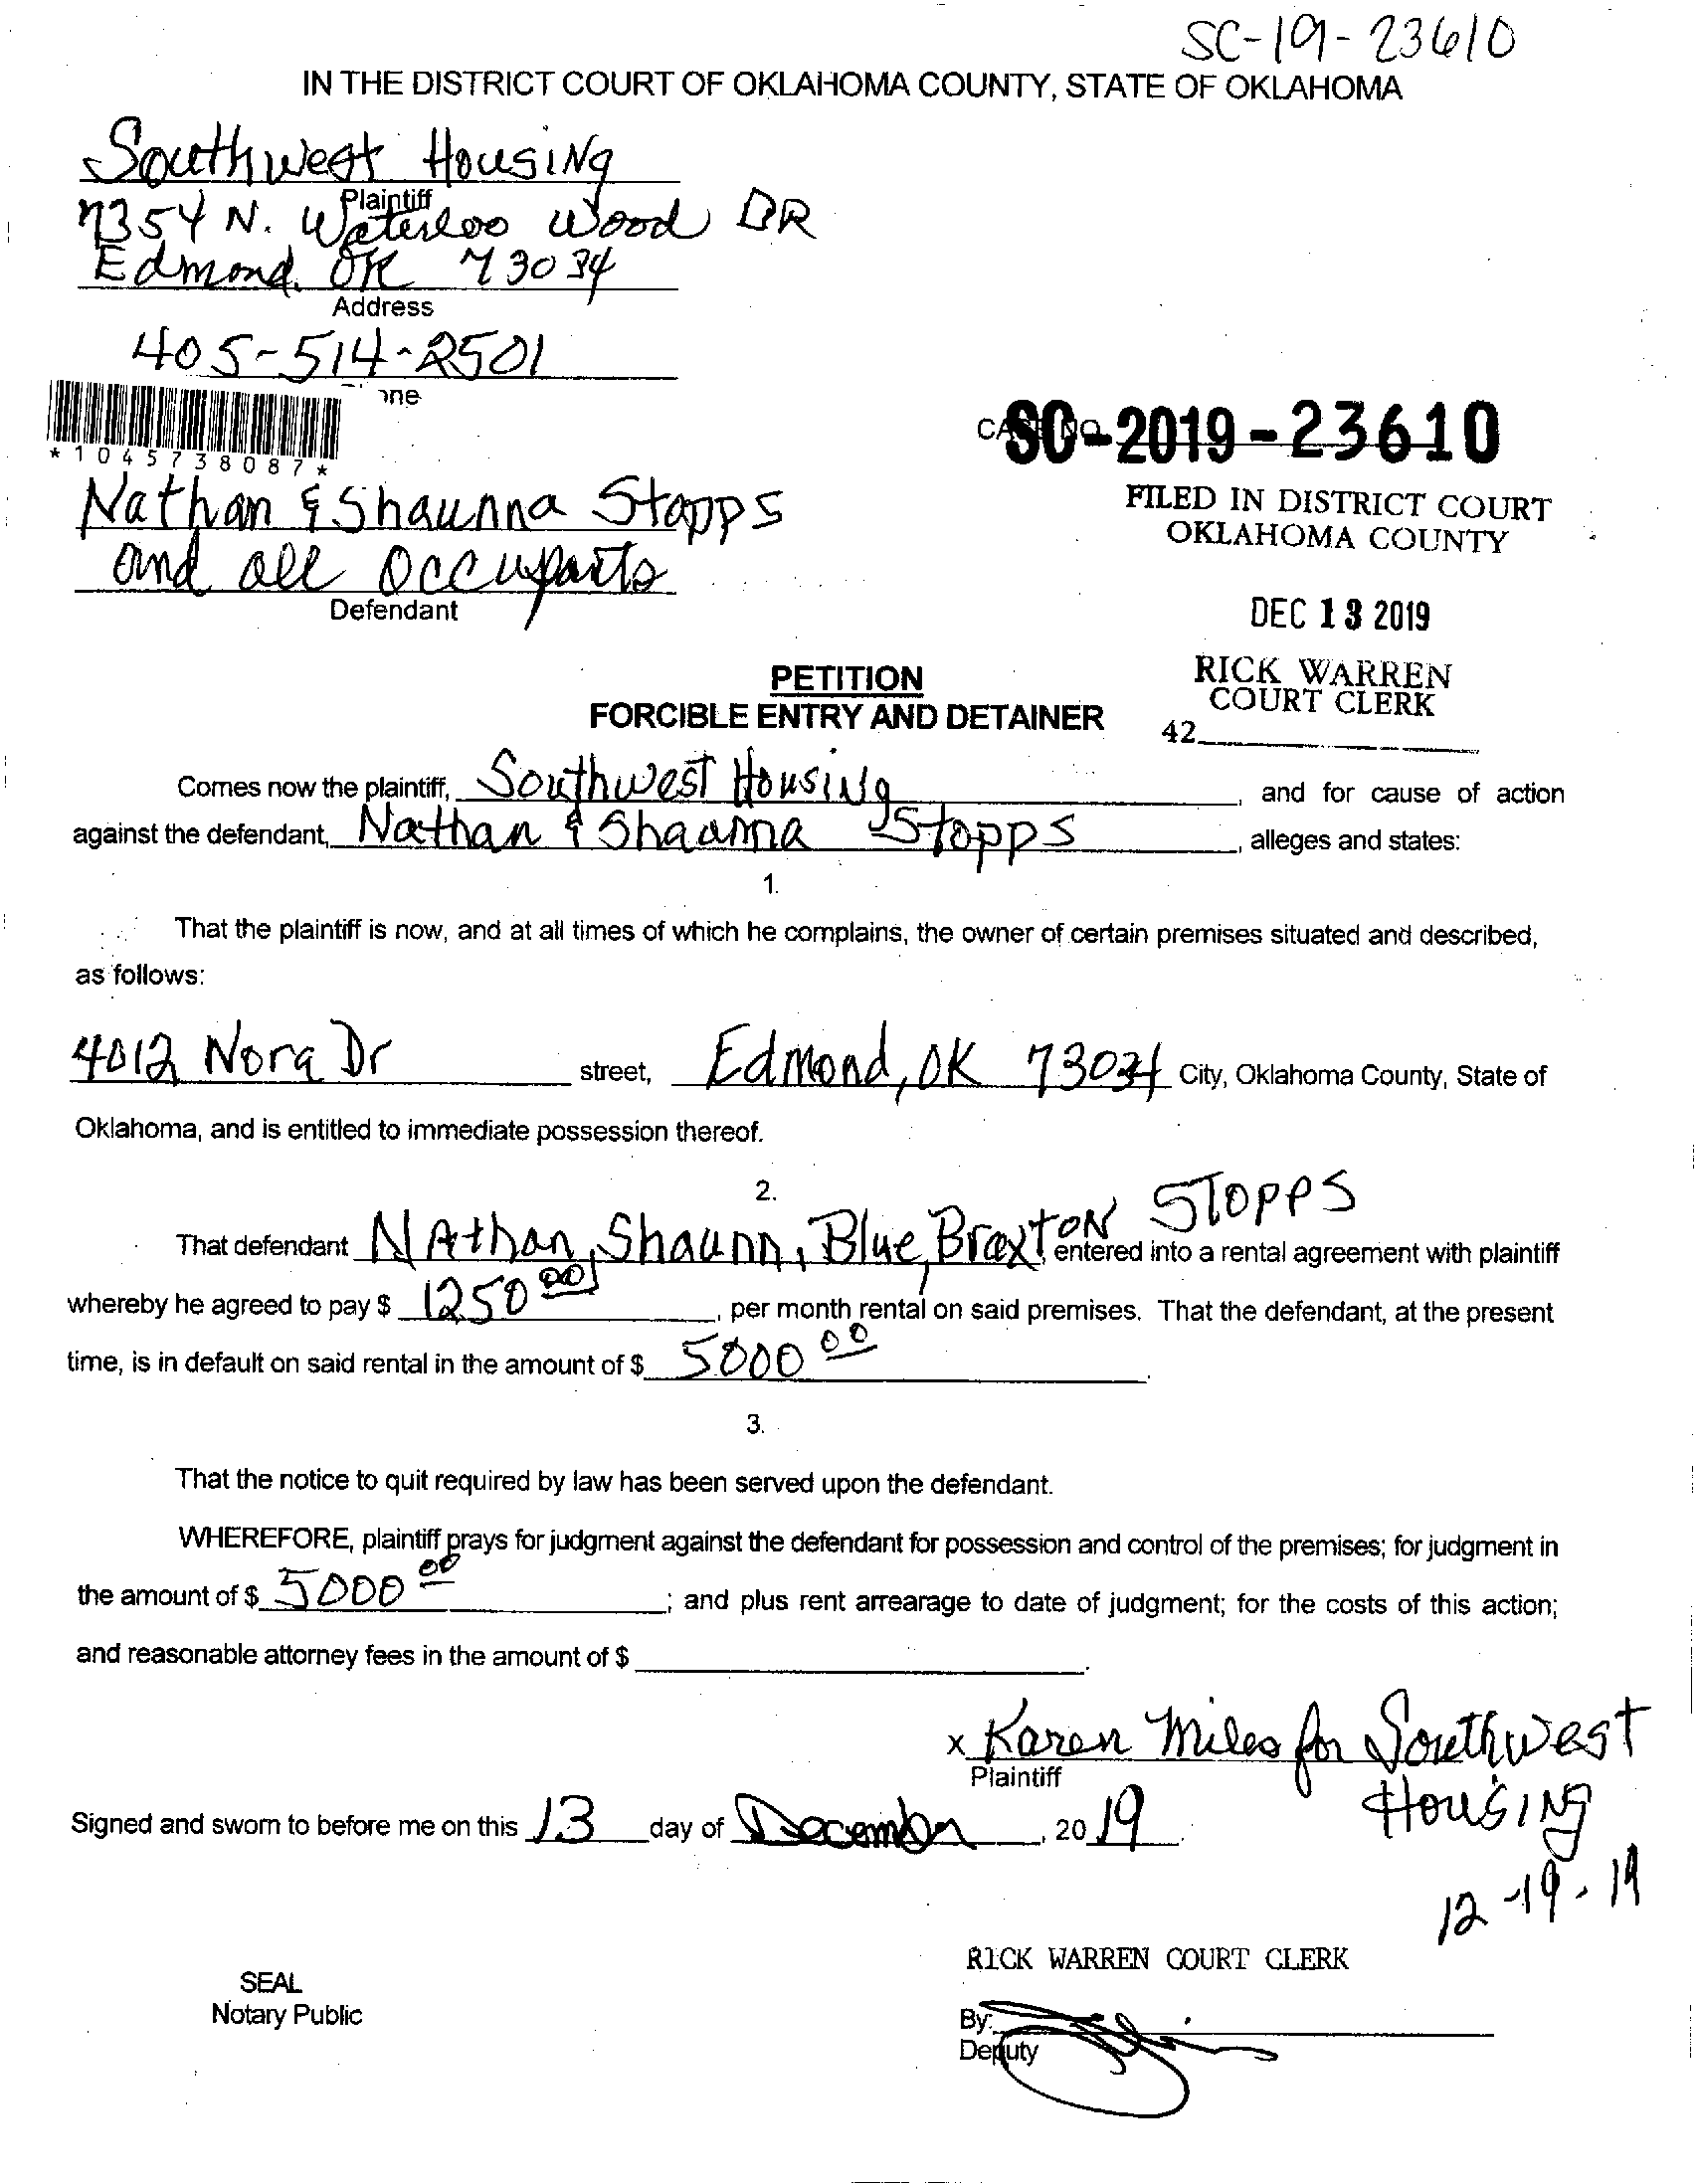 SC-19-23610
IN THE DISTRICT COURT OF OKLAHOMA COUNTY, STATE OF OKLAHOMA
Southwest Housing
Plaintiff
7354 N. Waterloo Wood DR
Edmond, OK 73034
Address
405-514-2501
one
CASE NO.
SC-2019-23610
*1045738087*
FILED IN DISTRICT COURT
OKLAHOMA COUNTY
Nathan & Shaunna Stopps
and all Occupants
Defendant
DEC 13 2019
PETITION
FORCIBLE ENTRY AND DETAINER
RICK WARREN
COURT CLERK
42
Comes now the plaintiff, Southwest Housing, and for cause of action
against the defendant, Nathan & Shaunna Stopps, alleges and states:
1.
That the plaintiff is now, and at all times of which he complains, the owner of certain premises situated and described,
as follows:
4012 Nora Dr street, Edmond, OK 73034 City, Oklahoma County, State of
Oklahoma, and is entitled to immediate possession thereof.
2.
That defendant NAthan, Shaunn, Blue, BraxTON STOPPS entered into a rental agreement with plaintiff
whereby he agreed to pay $ 1250 00, per month rental on said premises. That the defendant, at the present
time, is in default on said rental in the amount of $ 5000 00.
3.
That the notice to quit required by law has been served upon the defendant.
WHEREFORE, plaintiff prays for judgment against the defendant for possession and control of the premises; for judgment in
the amount of $ 5000 00; and plus rent arrearage to date of judgment; for the costs of this action;
and reasonable attorney fees in the amount of $ .
x Karen Miles for Southwest
Plaintiff
Housing
Signed and sworn to before me on this 13 day of December, 20 19.
12-19-19
RICK WARREN COURT CLERK
SEAL
Notary Public
By:
Deputy